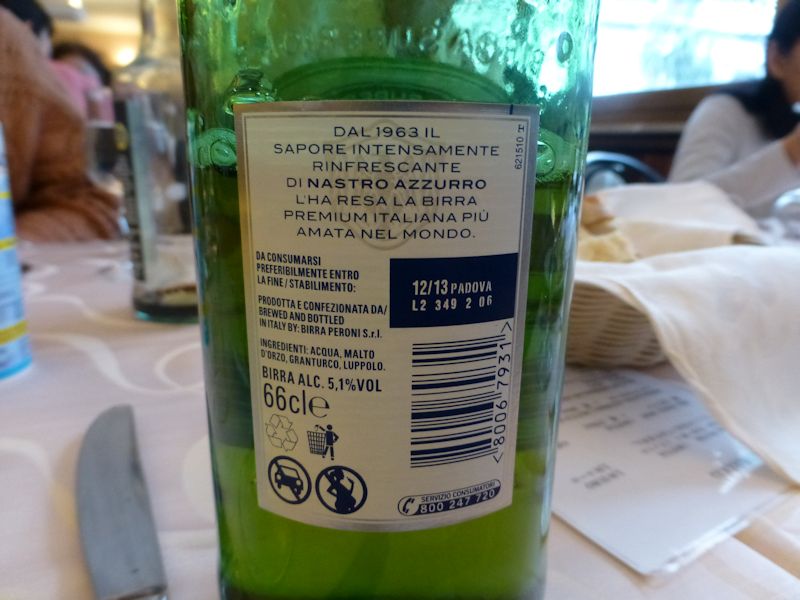 DAL 1963 IL
SAPORE INTENSAMENTE
RINFRESCANTE
DI NASTRO AZZURRO
L'HA RESA LA BIRRA
PREMIUM ITALIANA PIÙ
AMATA NEL MONDO.
621510 H
DA CONSUMARSI
PREFERIBILMENTE ENTRO
LA FINE / STABILIMENTO:
12/13 PADOVA
L2 349 2 06
PRODOTTA E CONFEZIONATA DA/
BREWED AND BOTTLED
IN ITALY BY: BIRRA PERONI S.r.l.
INGREDIENTI: ACQUA, MALTO
D'ORZO, GRANTURCO, LUPPOLO.
BIRRA ALC. 5,1%VOL
66cl℮
<80067931>
SERVIZIO CONSUMATORI
800 247 720